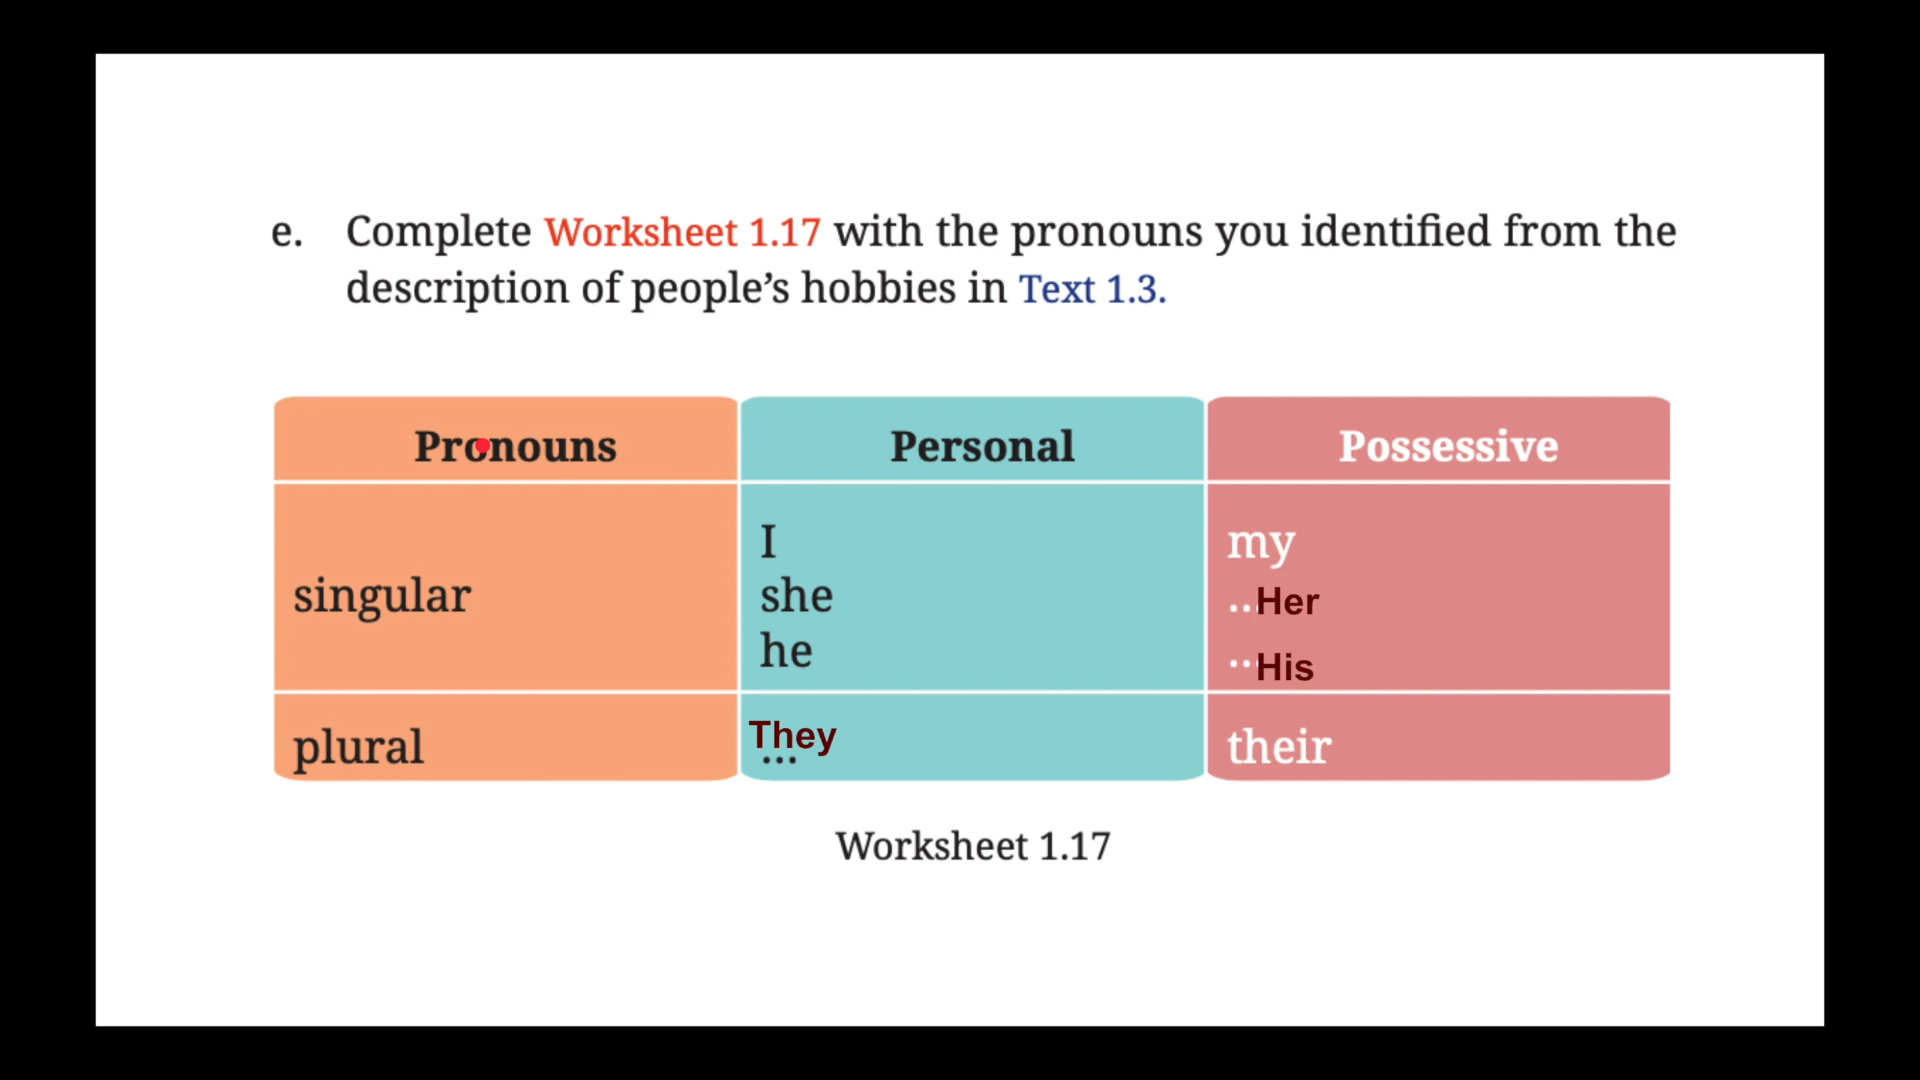 e. Complete Worksheet 1.17 with the pronouns you identified from the
description of people’s hobbies in Text 1.3.
Pronouns Personal Possessive
singular
I
she
he
my
..Her
..His
plural
They
...
their
Worksheet 1.17